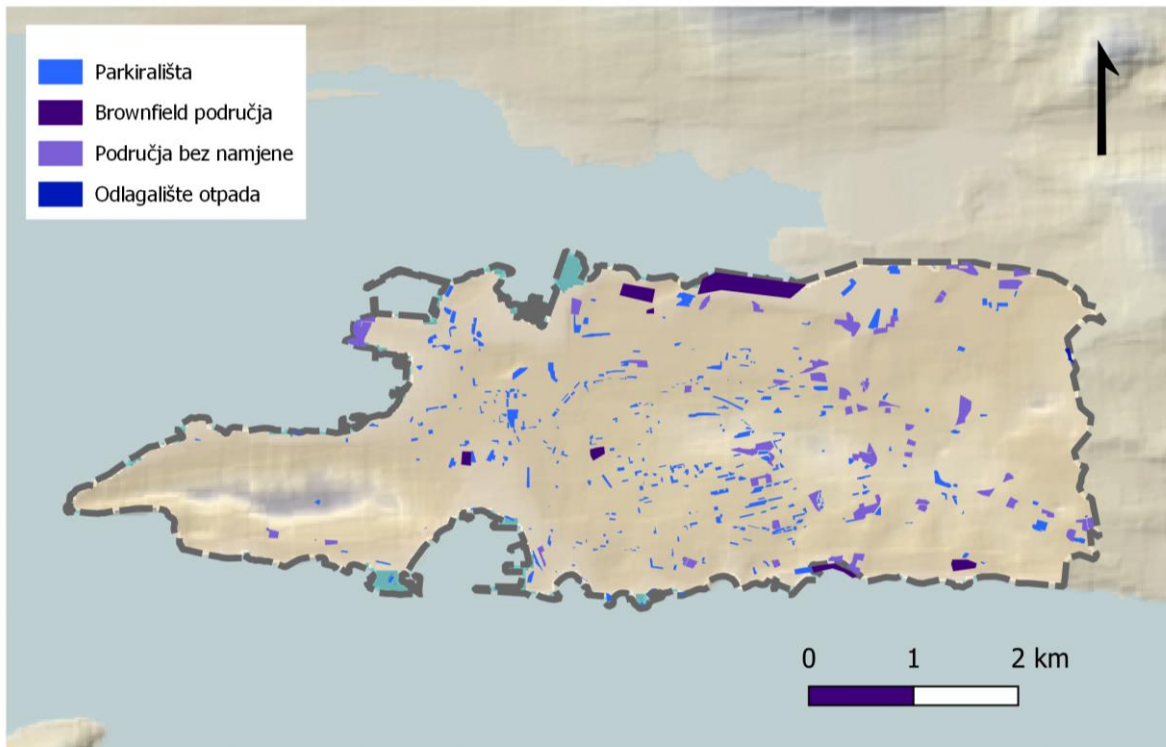 Parkirališta
Brownfield područja
Područja bez namjene
Odlagalište otpada
0 1 2 km